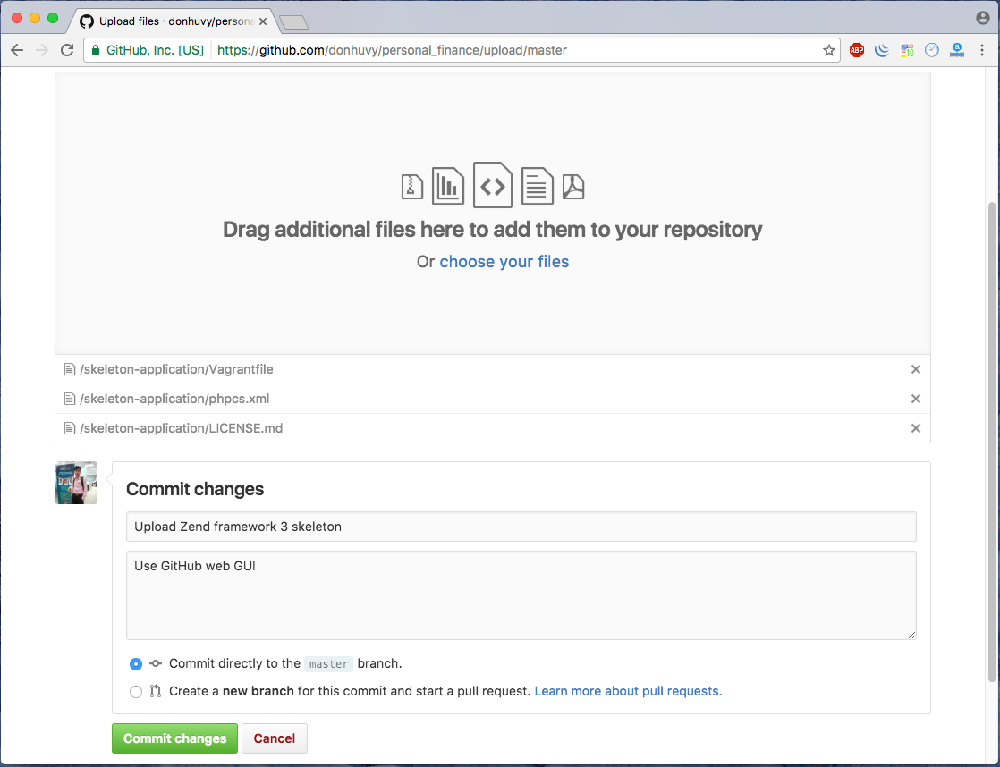 Upload files · donhuvy/persona
GitHub, Inc. [US] https://github.com/donhuvy/personal_finance/upload/master
ABP
10
Drag additional files here to add them to your repository
Or choose your files
/skeleton-application/Vagrantfile
/skeleton-application/phpcs.xml
/skeleton-application/LICENSE.md
Commit changes
Upload Zend framework 3 skeleton
Use GitHub web GUI
Commit directly to the master branch.
Create a new branch for this commit and start a pull request. Learn more about pull requests.
Commit changes Cancel